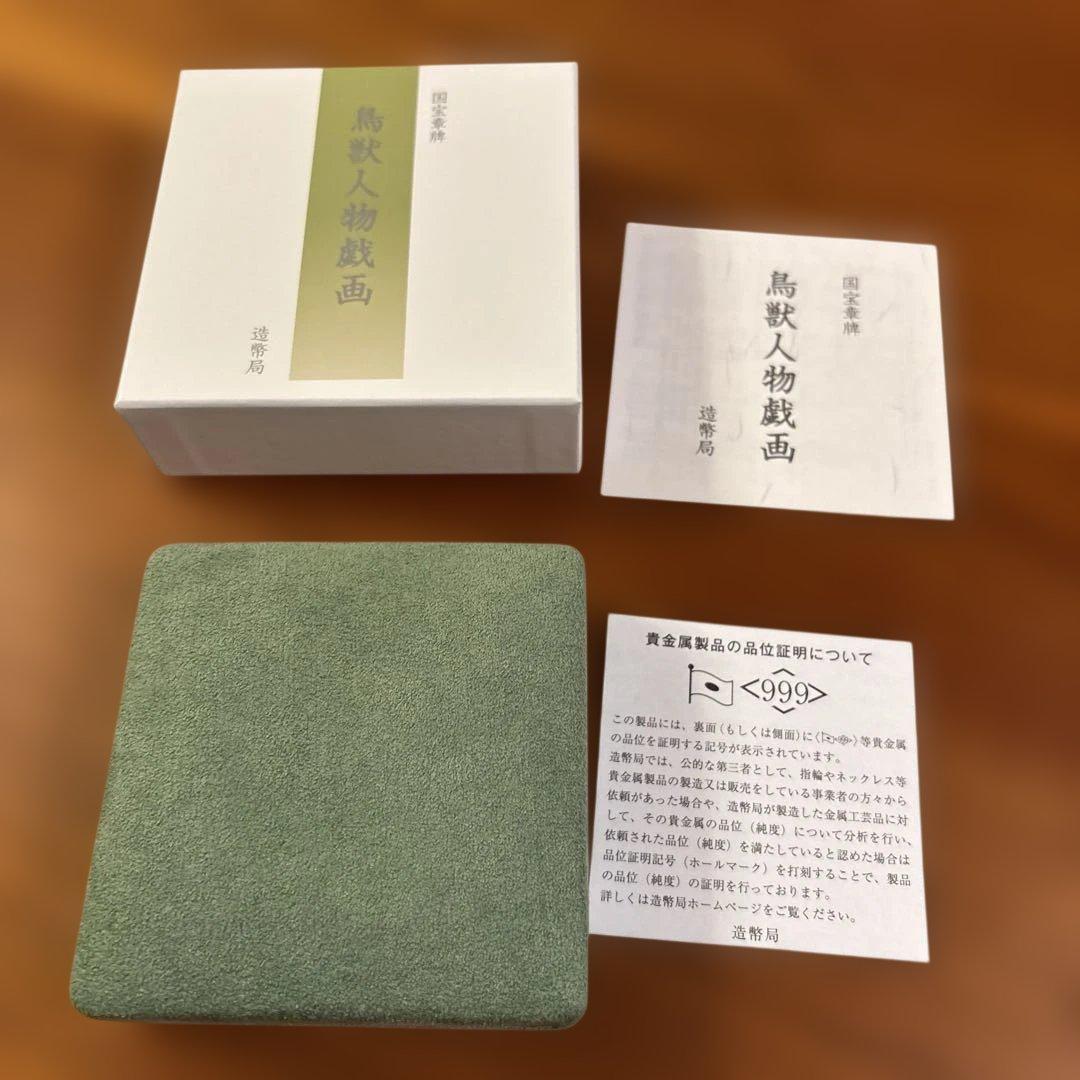 国宝章牌
鳥獣人物戯画
造幣局
国宝章牌
鳥獣人物戯画
造幣局
貴金属製品の品位証明について
<999>
この製品には、裏面(もしくは側面)に〈999〉等貴金属
の品位を証明する記号が表示されています。
造幣局では、公的な第三者として、指輪やネックレス等
貴金属製品の製造又は販売をしている事業者の方々から
依頼があった場合や、造幣局が製造した金属工芸品に対
して、その貴金属の品位(純度)について分析を行い、
依頼された品位(純度)を満たしていると認めた場合は
品位証明記号(ホールマーク)を打刻することで、製品
の品位(純度)の証明を行っております。
詳しくは造幣局ホームページをご覧ください。
造幣局